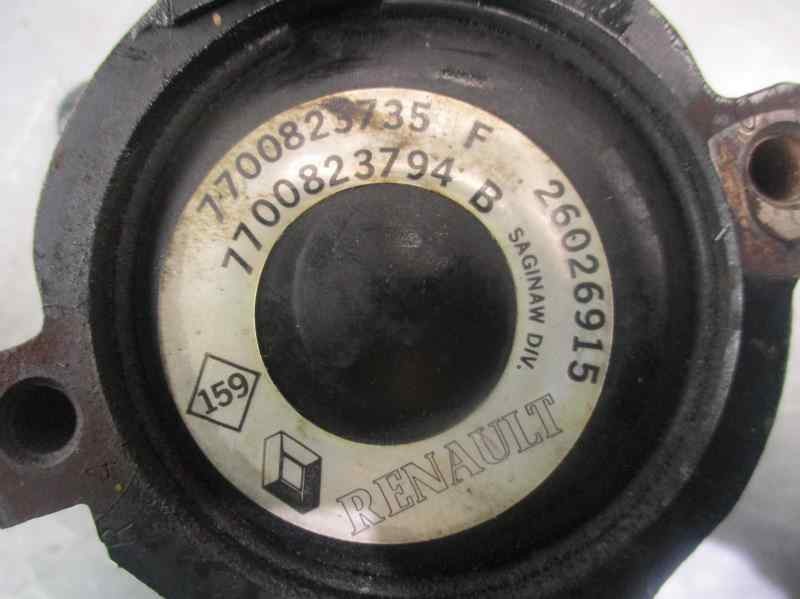 7700823735 F
7700823794 B
26026915
SAGINAW DIV.
159
RENAULT